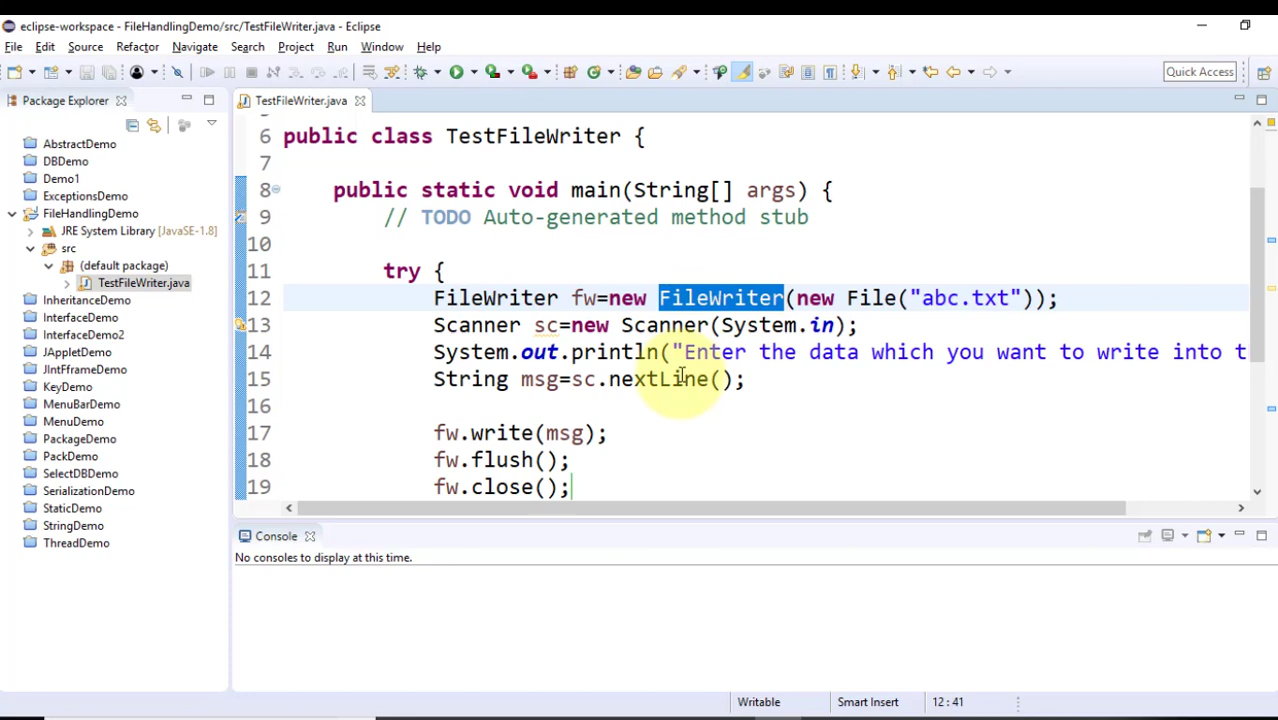 eclipse-workspace - FileHandlingDemo/src/TestFileWriter.java - Eclipse
File Edit Source Refactor Navigate Search Project Run Window Help
Quick Access
Package Explorer
AbstractDemo
DBDemo
Demo1
ExceptionsDemo
FileHandlingDemo
JRE System Library [JavaSE-1.8]
src
(default package)
TestFileWriter.java
InheritanceDemo
InterfaceDemo
InterfaceDemo2
JAppletDemo
JIntfFrameDemo
KeyDemo
MenuBarDemo
MenuDemo
PackageDemo
PackDemo
SelectDBDemo
SerializationDemo
StaticDemo
StringDemo
ThreadDemo
TestFileWriter.java
6 public class TestFileWriter {
7
8 public static void main(String[] args) {
9 // TODO Auto-generated method stub
10
11 try {
12 FileWriter fw=new FileWriter(new File("abc.txt"));
13 Scanner sc=new Scanner(System.in);
14 System.out.println("Enter the data which you want to write into t
15 String msg=sc.nextLine();
16
17 fw.write(msg);
18 fw.flush();
19 fw.close();
Console
No consoles to display at this time.
Writable Smart Insert 12:41